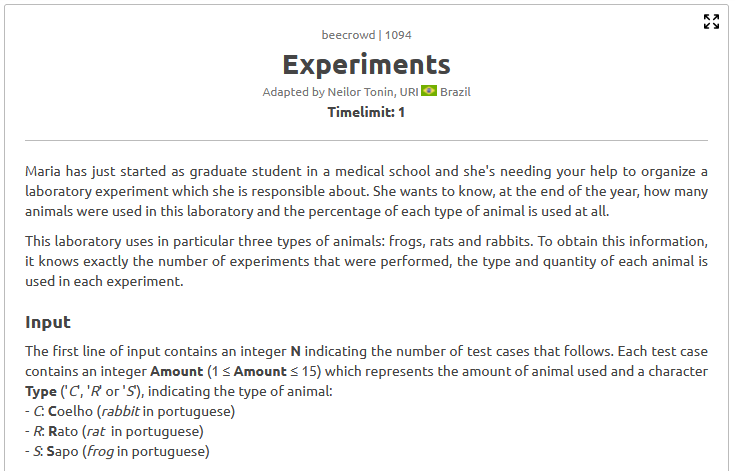 beecrowd | 1094
Experiments
Adapted by Neilor Tonin, URI Brazil
Timelimit: 1
Maria has just started as graduate student in a medical school and she's needing your help to organize a
laboratory experiment which she is responsible about. She wants to know, at the end of the year, how many
animals were used in this laboratory and the percentage of each type of animal is used at all.
This laboratory uses in particular three types of animals: frogs, rats and rabbits. To obtain this information,
it knows exactly the number of experiments that were performed, the type and quantity of each animal is
used in each experiment.
Input
The first line of input contains an integer N indicating the number of test cases that follows. Each test case
contains an integer Amount (1 ≤ Amount ≤ 15) which represents the amount of animal used and a character
Type ('C', 'R' or 'S'), indicating the type of animal:
- C: Coelho (rabbit in portuguese)
- R: Rato (rat in portuguese)
- S: Sapo (frog in portuguese)